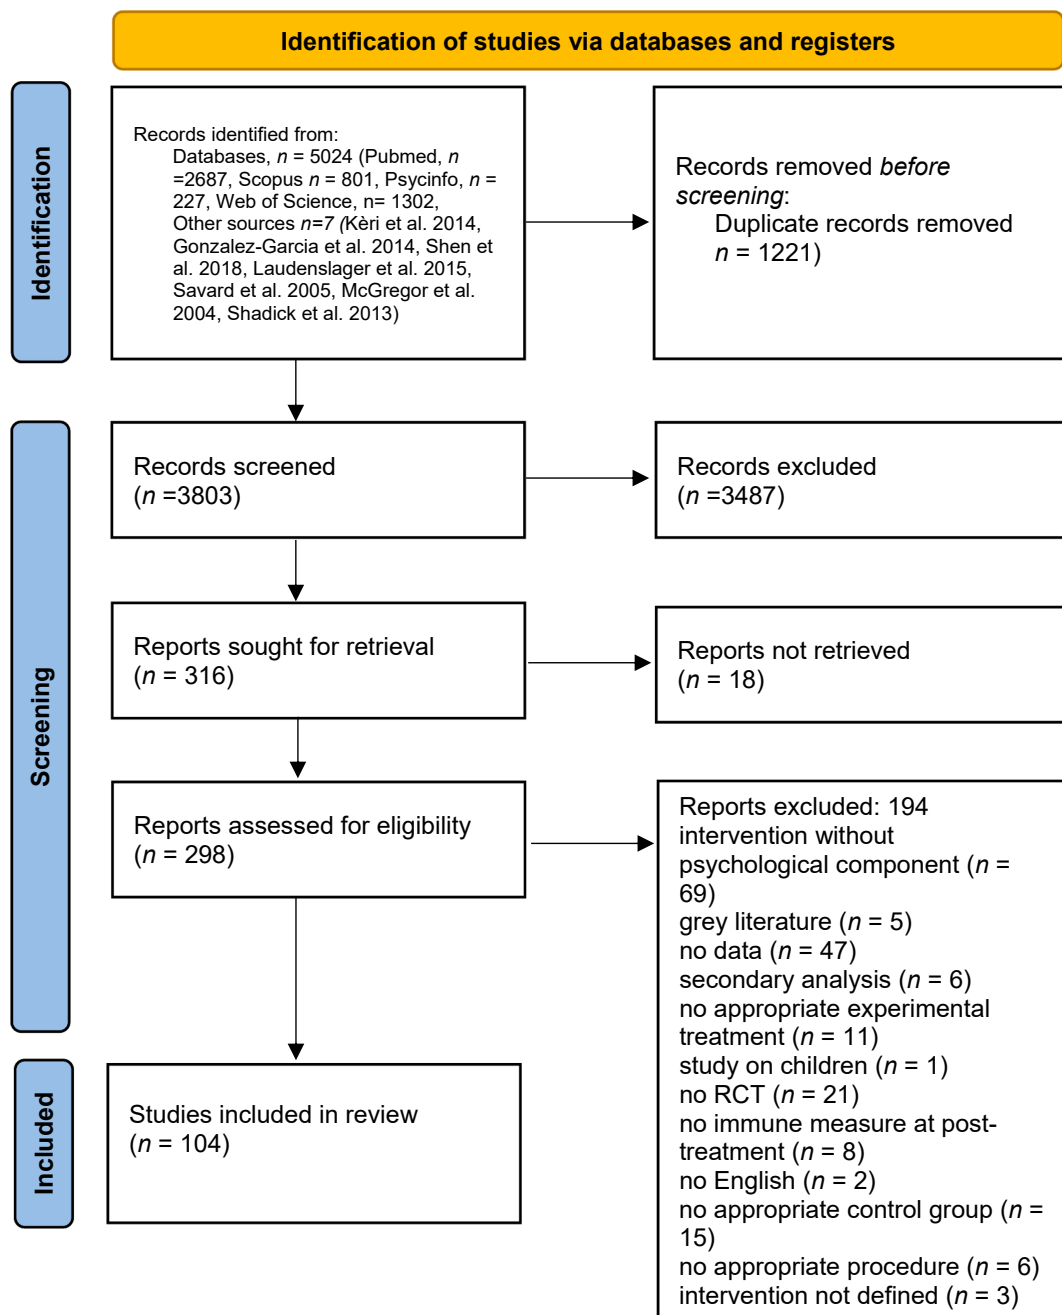 Identification of studies via databases and registers
Identification
Records identified from:
Databases, n = 5024 (Pubmed, n
=2687, Scopus n = 801, Psycinfo, n =
227, Web of Science, n= 1302,
Other sources n=7 (Kèri et al. 2014,
Gonzalez-Garcia et al. 2014, Shen et
al. 2018, Laudenslager et al. 2015,
Savard et al. 2005, McGregor et al.
2004, Shadick et al. 2013)
Records removed before
screening:
Duplicate records removed
n = 1221)
Screening
Records screened
(n =3803)
Records excluded
(n =3487)
Reports sought for retrieval
(n = 316)
Reports not retrieved
(n = 18)
Reports assessed for eligibility
(n = 298)
Reports excluded: 194
intervention without
psychological component (n =
69)
grey literature (n = 5)
no data (n = 47)
secondary analysis (n = 6)
no appropriate experimental
treatment (n = 11)
study on children (n = 1)
no RCT (n = 21)
no immune measure at post-
treatment (n = 8)
no English (n = 2)
no appropriate control group (n =
15)
no appropriate procedure (n = 6)
intervention not defined (n = 3)
Included
Studies included in review
(n = 104)